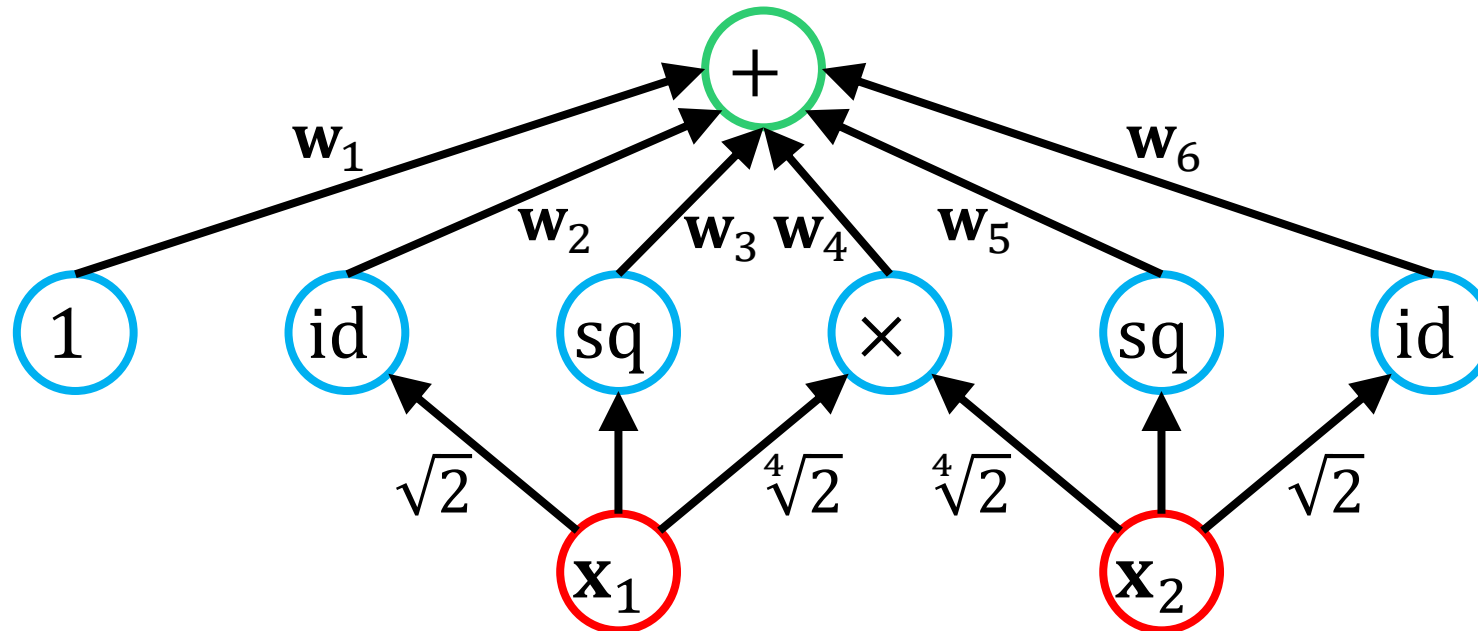 +
𝐰₁ 𝐰₆
𝐰₂ 𝐰₃ 𝐰₄ 𝐰₅
1 id sq × sq id
√2 ∜2 ∜2 √2
𝐱₁ 𝐱₂